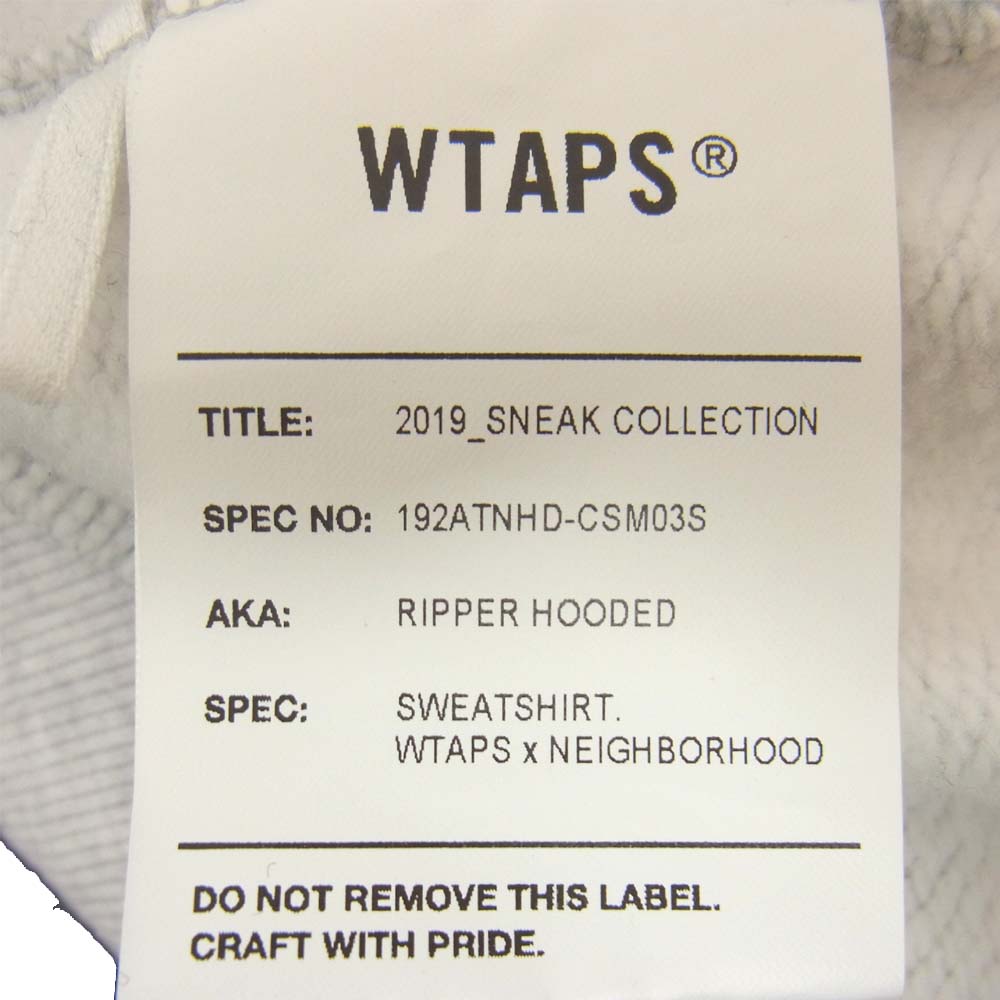 WTAPS®
TITLE: 2019_SNEAK COLLECTION
SPEC NO: 192ATNHD-CSM03S
AKA: RIPPER HOODED
SPEC: SWEATSHIRT.
WTAPS x NEIGHBORHOOD
DO NOT REMOVE THIS LABEL.
CRAFT WITH PRIDE.